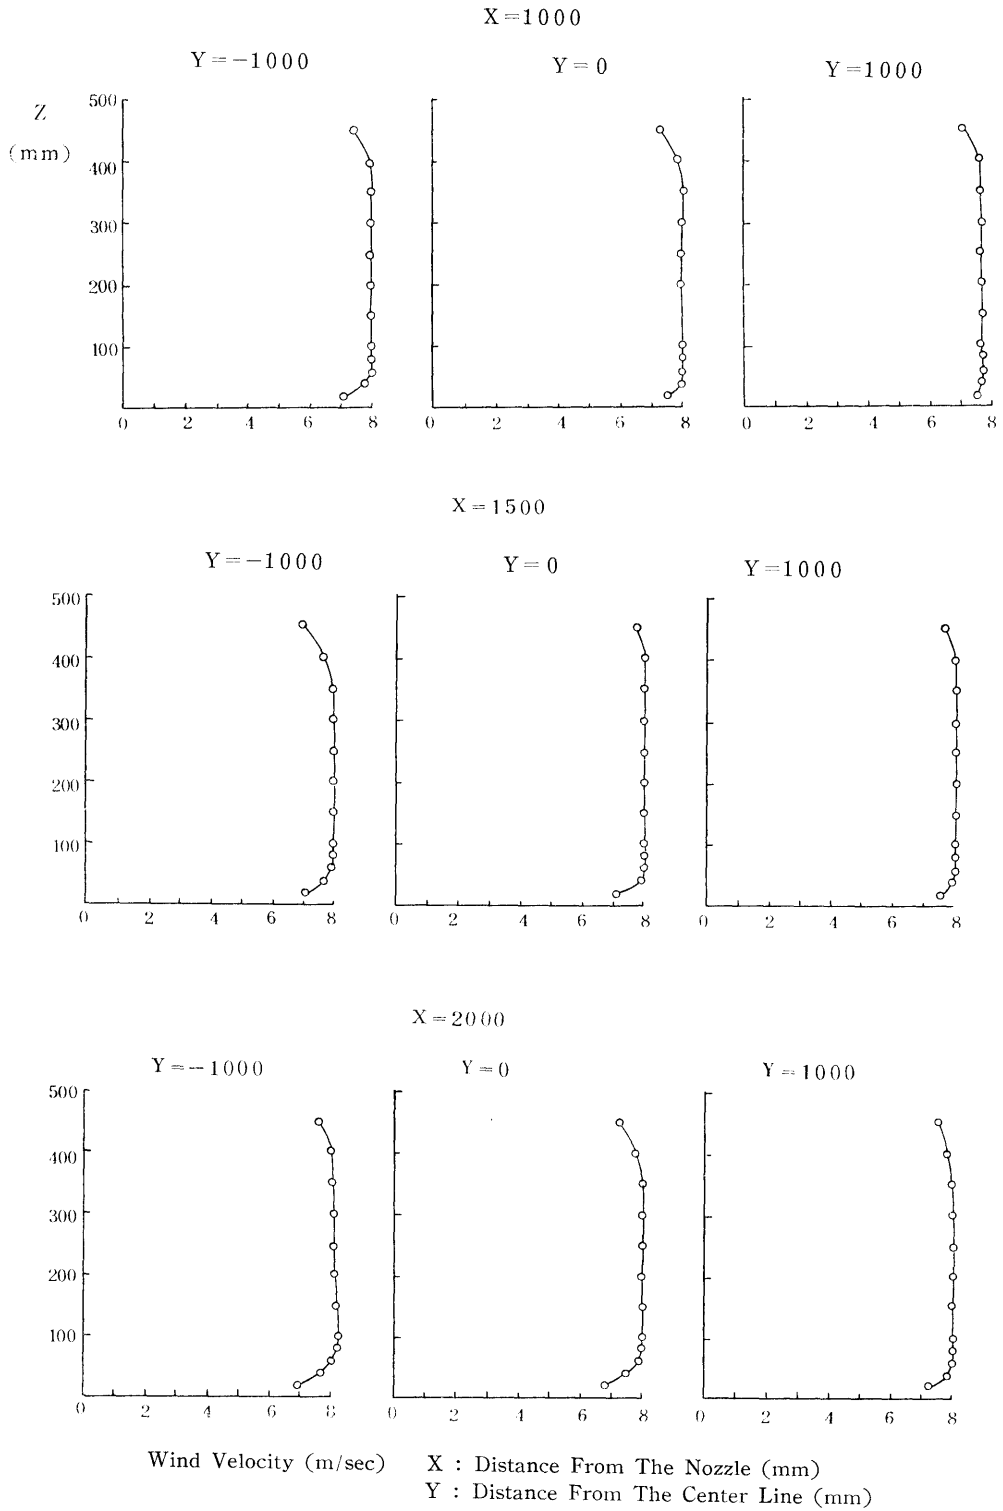 X=1000
Y=-1000 Y=0 Y=1000
Z
(mm)
500
400
300
200
100
0 2 4 6 8 0 2 4 6 8 0 2 4 6 8
X=1500
Y=-1000 Y=0 Y=1000
500
400
300
200
100
0 2 4 6 8 0 2 4 6 8 0 2 4 6 8
X=2000
Y=-1000 Y=0 Y=1000
500
400
300
200
100
0 2 4 6 8 0 2 4 6 8 0 2 4 6 8
Wind Velocity (m/sec) X : Distance From The Nozzle (mm)
Y : Distance From The Center Line (mm)